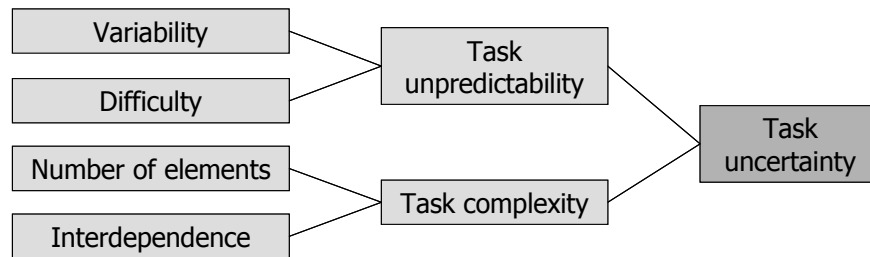 Variability
Difficulty
Number of elements
Interdependence
Task
unpredictability
Task complexity
Task
uncertainty